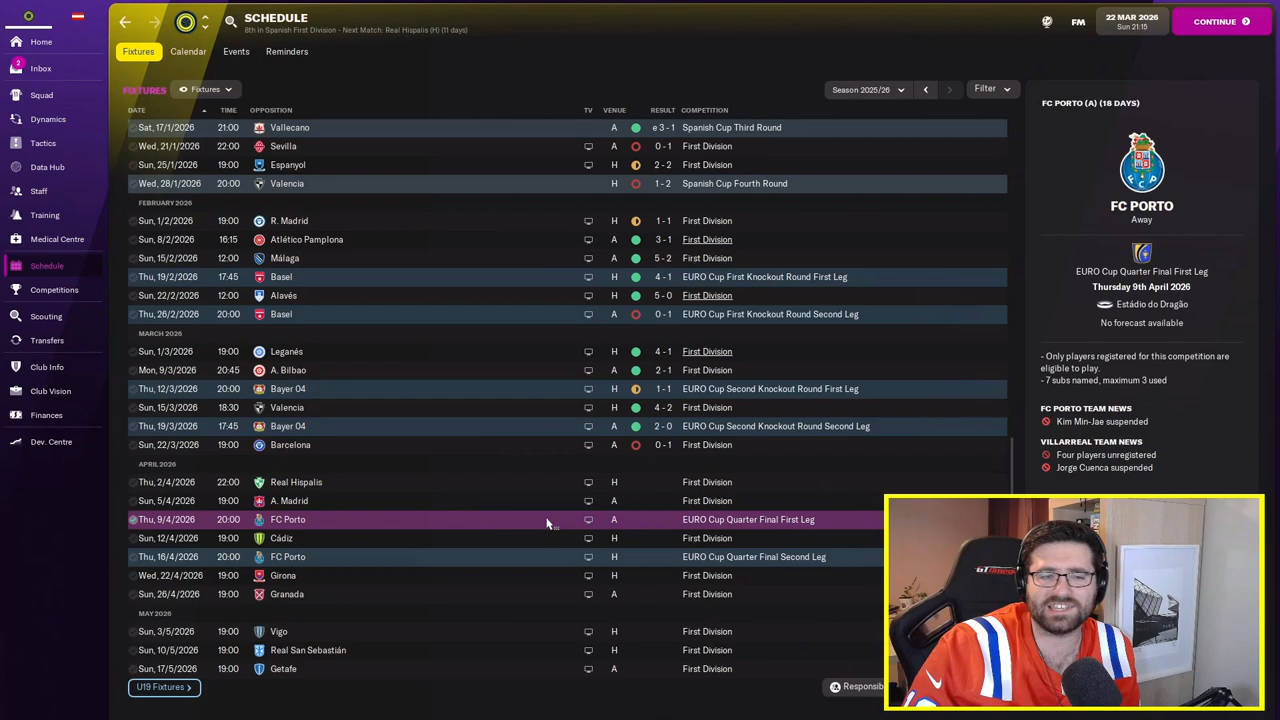 SCHEDULE
8th in Spanish First Division - Next Match: Real Hispalis (H) (11 days)
FM
22 MAR 2026
Sun 21:15
CONTINUE
Home
2
Inbox
Squad
Dynamics
Tactics
Data Hub
Staff
Training
Medical Centre
Schedule
Competitions
Scouting
Transfers
Club Info
Club Vision
Finances
Dev. Centre
Fixtures Calendar Events Reminders
FIXTURES Fixtures Season 2025/26 Filter
DATE TIME OPPOSITION TV VENUE RESULT COMPETITION
Sat, 17/1/2026 21:00 Vallecano A e 3 - 1 Spanish Cup Third Round
Wed, 21/1/2026 22:00 Sevilla A 0 - 1 First Division
Sun, 25/1/2026 19:00 Espanyol H 2 - 2 First Division
Wed, 28/1/2026 20:00 Valencia H 1 - 2 Spanish Cup Fourth Round
FEBRUARY 2026
Sun, 1/2/2026 19:00 R. Madrid H 1 - 1 First Division
Sun, 8/2/2026 16:15 Atlético Pamplona A 3 - 1 First Division
Sun, 15/2/2026 12:00 Málaga A 5 - 2 First Division
Thu, 19/2/2026 17:45 Basel H 4 - 1 EURO Cup First Knockout Round First Leg
Sun, 22/2/2026 12:00 Alavés H 5 - 0 First Division
Thu, 26/2/2026 20:00 Basel A 0 - 1 EURO Cup First Knockout Round Second Leg
MARCH 2026
Sun, 1/3/2026 19:00 Leganés H 4 - 1 First Division
Mon, 9/3/2026 20:45 A. Bilbao A 2 - 1 First Division
Thu, 12/3/2026 20:00 Bayer 04 H 1 - 1 EURO Cup Second Knockout Round First Leg
Sun, 15/3/2026 18:30 Valencia H 4 - 2 First Division
Thu, 19/3/2026 17:45 Bayer 04 A 2 - 0 EURO Cup Second Knockout Round Second Leg
Sun, 22/3/2026 19:00 Barcelona A 0 - 1 First Division
APRIL 2026
Thu, 2/4/2026 22:00 Real Hispalis H First Division
Sun, 5/4/2026 19:00 A. Madrid A First Division
Thu, 9/4/2026 20:00 FC Porto A EURO Cup Quarter Final First Leg
Sun, 12/4/2026 19:00 Cádiz H First Division
Thu, 16/4/2026 20:00 FC Porto H EURO Cup Quarter Final Second Leg
Wed, 22/4/2026 19:00 Girona H First Division
Sun, 26/4/2026 19:00 Granada A First Division
MAY 2026
Sun, 3/5/2026 19:00 Vigo H First Division
Sun, 10/5/2026 19:00 Real San Sebastián H First Division
Sun, 17/5/2026 19:00 Getafe A First Division
U19 Fixtures
Responsib
FC PORTO (A) (18 DAYS)
FC PORTO
Away
EURO Cup Quarter Final First Leg
Thursday 9th April 2026
Estádio do Dragão
No forecast available
- Only players registered for this competition are
eligible to play.
- 7 subs named, maximum 3 used
FC PORTO TEAM NEWS
Kim Min-Jae suspended
VILLARREAL TEAM NEWS
Four players unregistered
Jorge Cuenca suspended